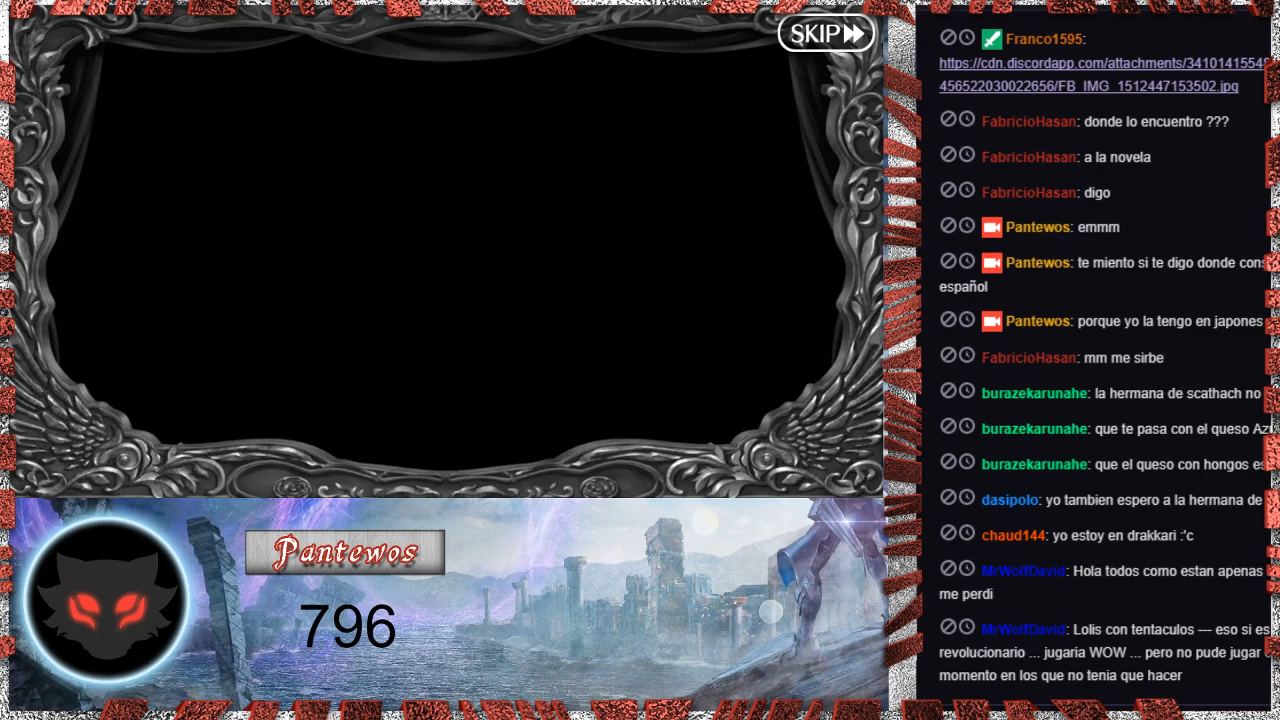 SKIP
Franco1595:
https://cdn.discordapp.com/attachments/3410141554
456522030022656/FB_IMG_1512447153502.jpg
FabricioHasan: donde lo encuentro ???
FabricioHasan: a la novela
FabricioHasan: digo
Pantewos: emmm
Pantewos: te miento si te digo donde
español
Pantewos: porque yo la tengo en japones
FabricioHasan: mm me sirbe
burazekarunahe: la hermana de scathach no
burazekarunahe: que te pasa con el queso
burazekarunahe: que el queso con hongos
dasipolo: yo tambien espero a la hermana de
chaud144: yo estoy en drakkari :'c
MrWolfDavid: Hola todos como estan apenas
me perdi
MrWolfDavid: Lolis con tentaculos --- eso si
revolucionario ... jugaria WOW ... pero no pude jugar
momento en los que no tenia que hacer
Pantewos
796